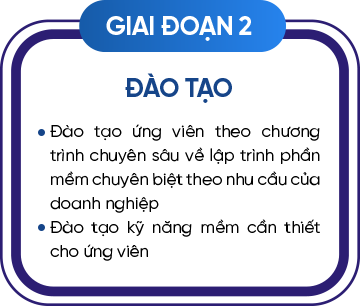 GIAI ĐOẠN 2
ĐÀO TẠO
• Đào tạo ứng viên theo chương
trình chuyên sâu về lập trình phần
mềm chuyên biệt theo nhu cầu của
doanh nghiệp
• Đào tạo kỹ năng mềm cần thiết
cho ứng viên